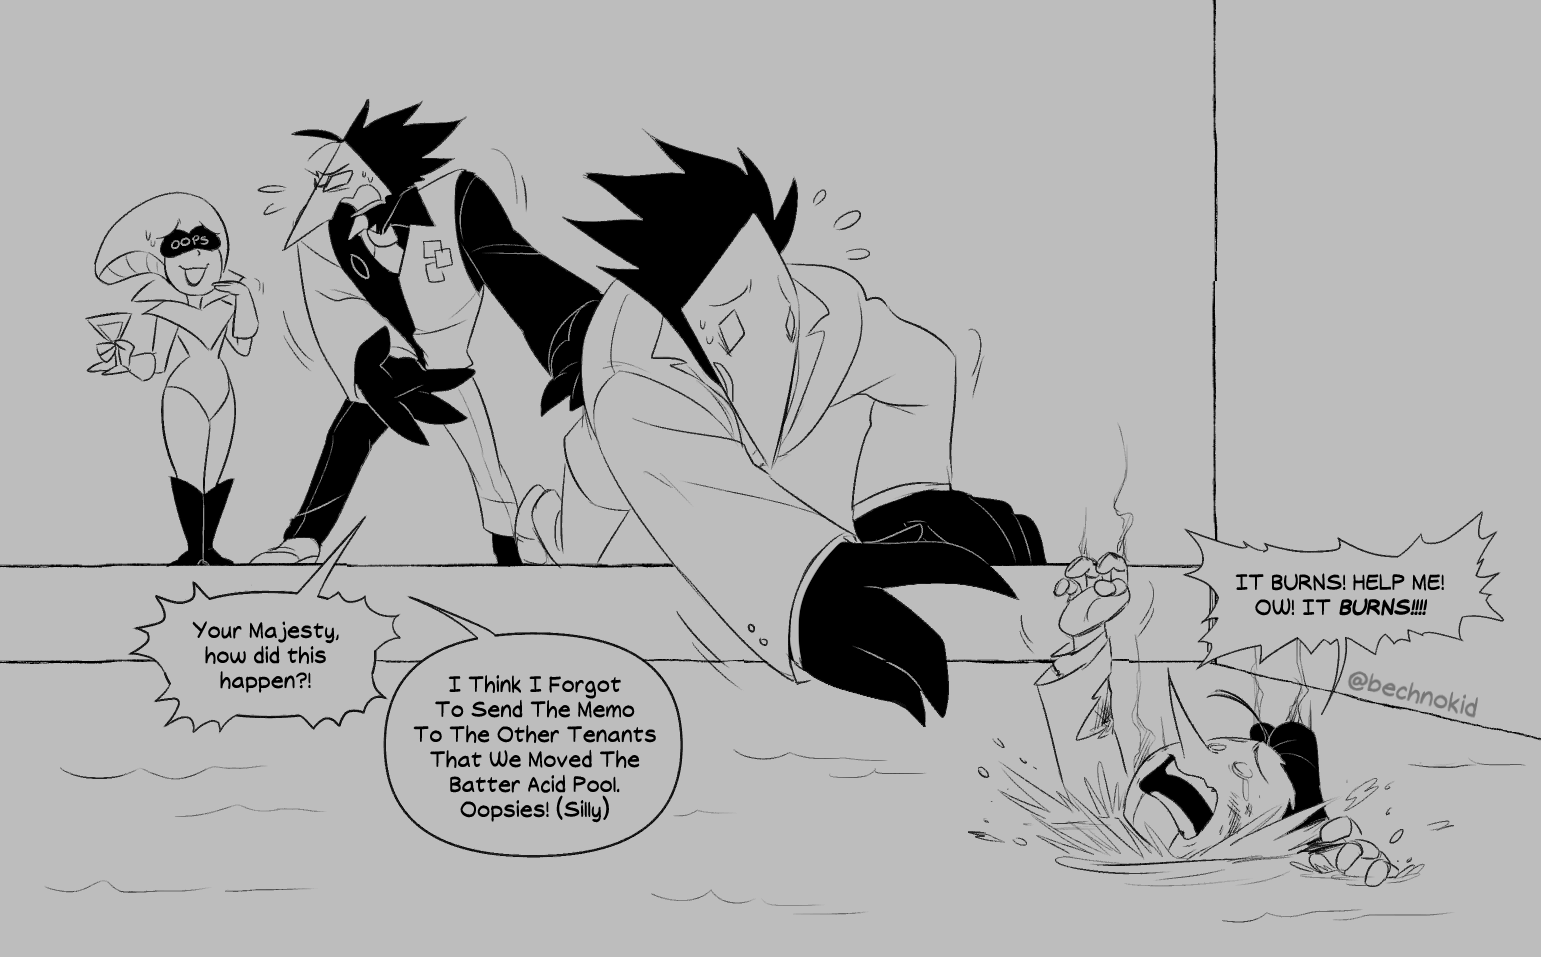 OOPS
Your Majesty,
how did this
happen?!
I Think I Forgot
To Send The Memo
To The Other Tenants
That We Moved The
Batter Acid Pool.
Oopsies! (Silly)
IT BURNS! HELP ME!
OW! IT BURNS!!!!
@bechnokid